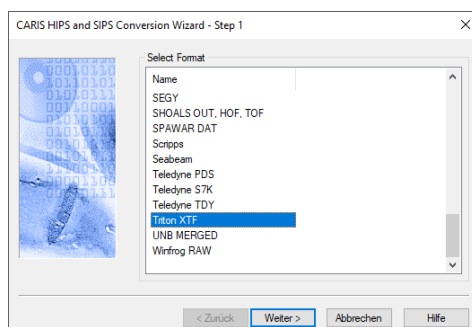 CARIS HIPS and SIPS Conversion Wizard - Step 1
Select Format
Name
SEGY
SHOALS OUT, HOF, TOF
SPAWAR DAT
Scripps
Seabeam
Teledyne PDS
Teledyne S7K
Teledyne TDY
Triton XTF
UNB MERGED
Winfrog RAW
< Zurück Weiter > Abbrechen Hilfe